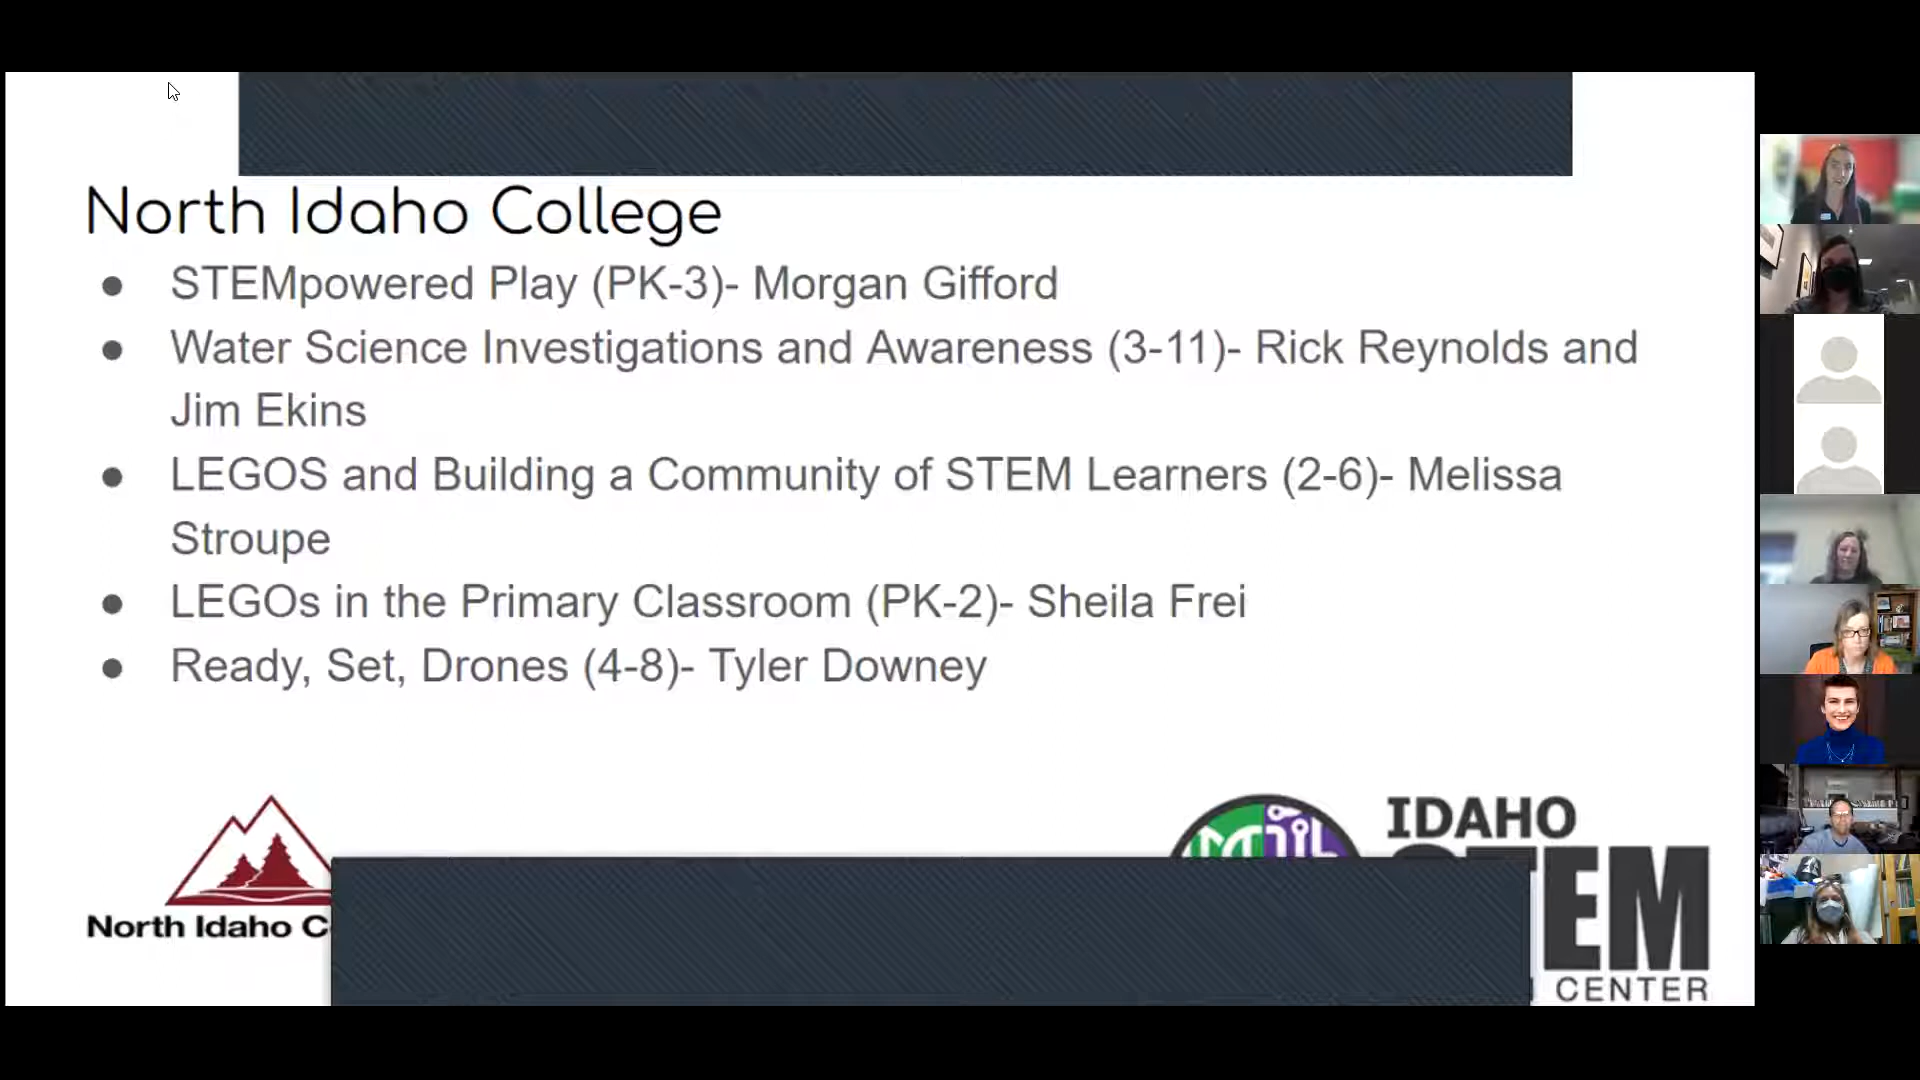 North Idaho College
● STEMpowered Play (PK-3)- Morgan Gifford
● Water Science Investigations and Awareness (3-11)- Rick Reynolds and
Jim Ekins
● LEGOS and Building a Community of STEM Learners (2-6)- Melissa
Stroupe
● LEGOs in the Primary Classroom (PK-2)- Sheila Frei
● Ready, Set, Drones (4-8)- Tyler Downey
North Idaho
IDAHO
EM
CENTER